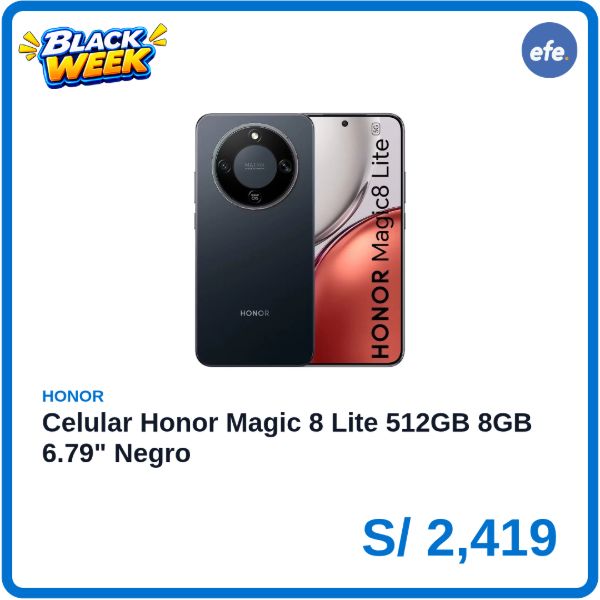 BLACK
WEEK
efe.
HONOR
HONOR Magic8 Lite 5G
HONOR
Celular Honor Magic 8 Lite 512GB 8GB
6.79" Negro
S/ 2,419